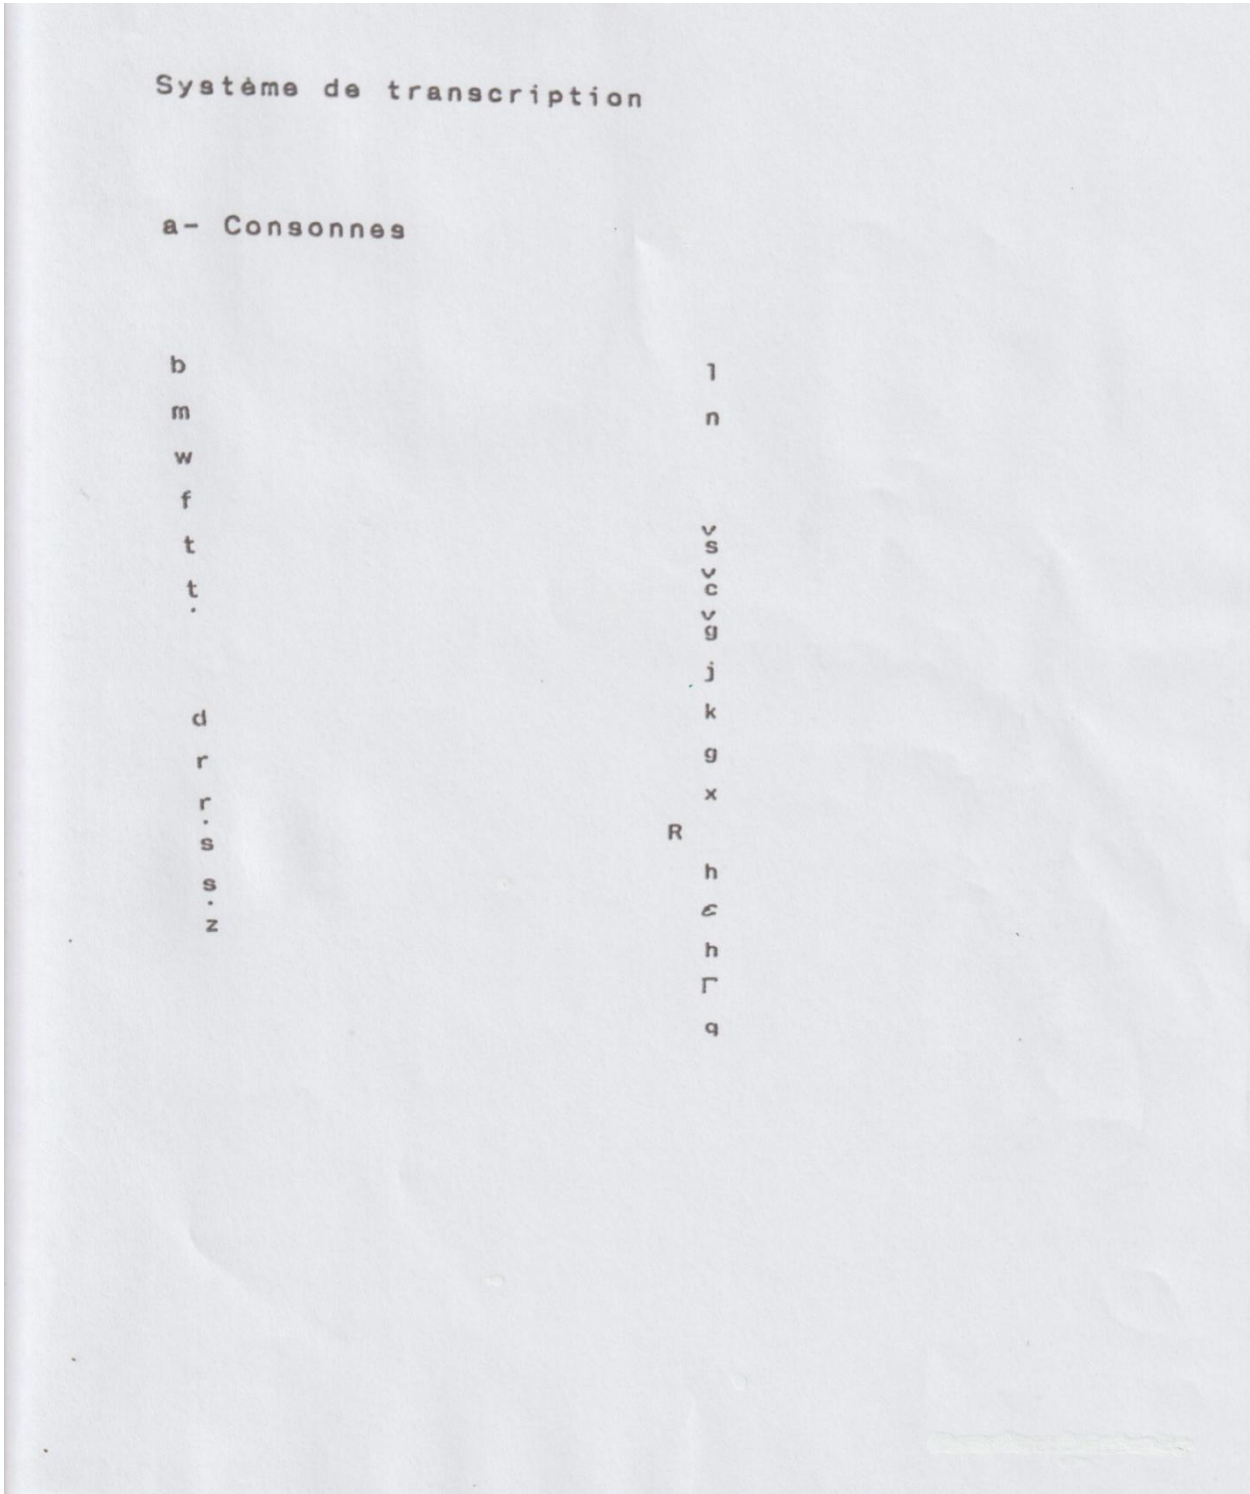 Système de transcription
a- Consonnes
b
m
w
f
t
ṭ
d
r
ṛ
s
ṣ
z
l
n
š
č
ǧ
j
k
g
x
R
h
ε
h
Γ
q